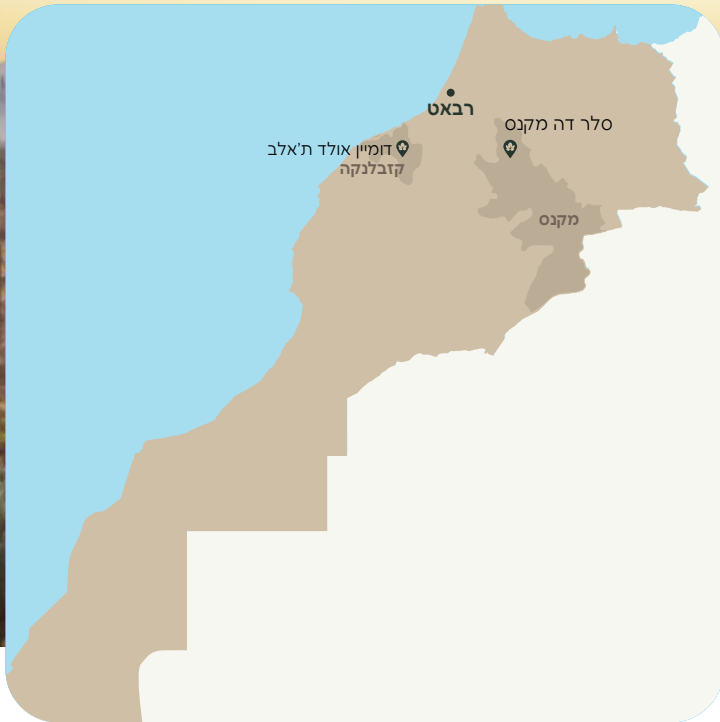 רבאט
סלר דה מקנס
דומיין אולד ת'אלב
קזבלנקה
מקנס